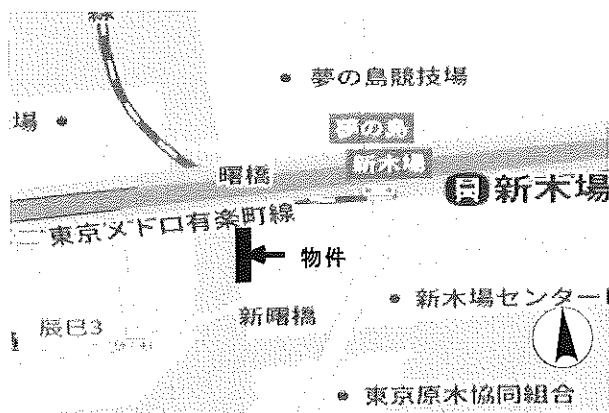 線
夢の島競技場
場
夢の島
新木場
曙橋
新木場
東京メトロ有楽町線
物件
新木場センター
新曙橋
辰巳3
東京原木協同組合